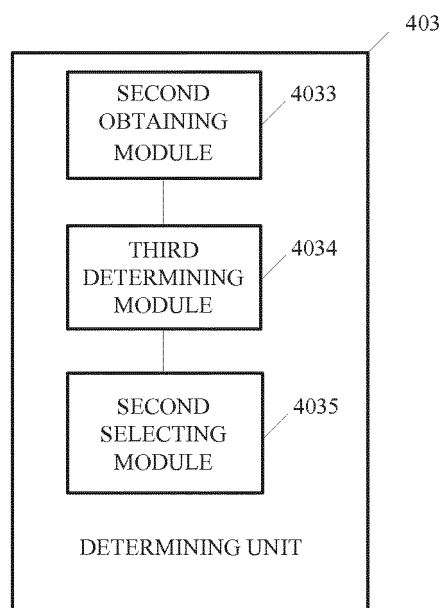 403
SECOND
OBTAINING
MODULE
4033
THIRD
DETERMINING
MODULE
4034
SECOND
SELECTING
MODULE
4035
DETERMINING UNIT